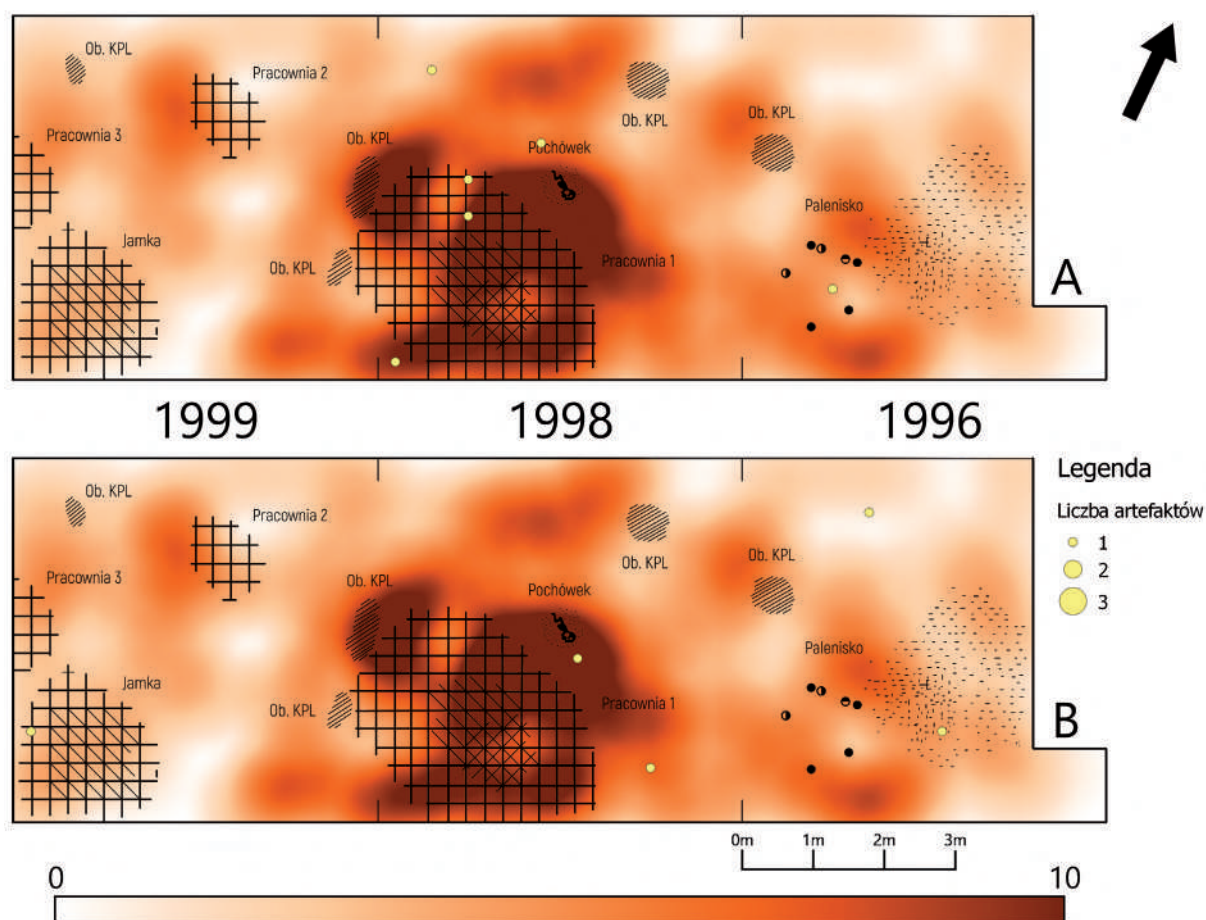 Ob. KPL
Pracownia 2
Ob. KPL
Ob. KPL
Pracownia 3
Ob. KPL
Pochówek
Jamka
Palenisko
Ob. KPL
Pracownia 1
A
1999
1998
1996
Ob. KPL
Pracownia 2
Legenda
Liczba artefaktów
1
2
3
Ob. KPL
Ob. KPL
Pracownia 3
Ob. KPL
Pochówek
Jamka
Palenisko
Ob. KPL
Pracownia 1
B
0m 1m 2m 3m
0 10